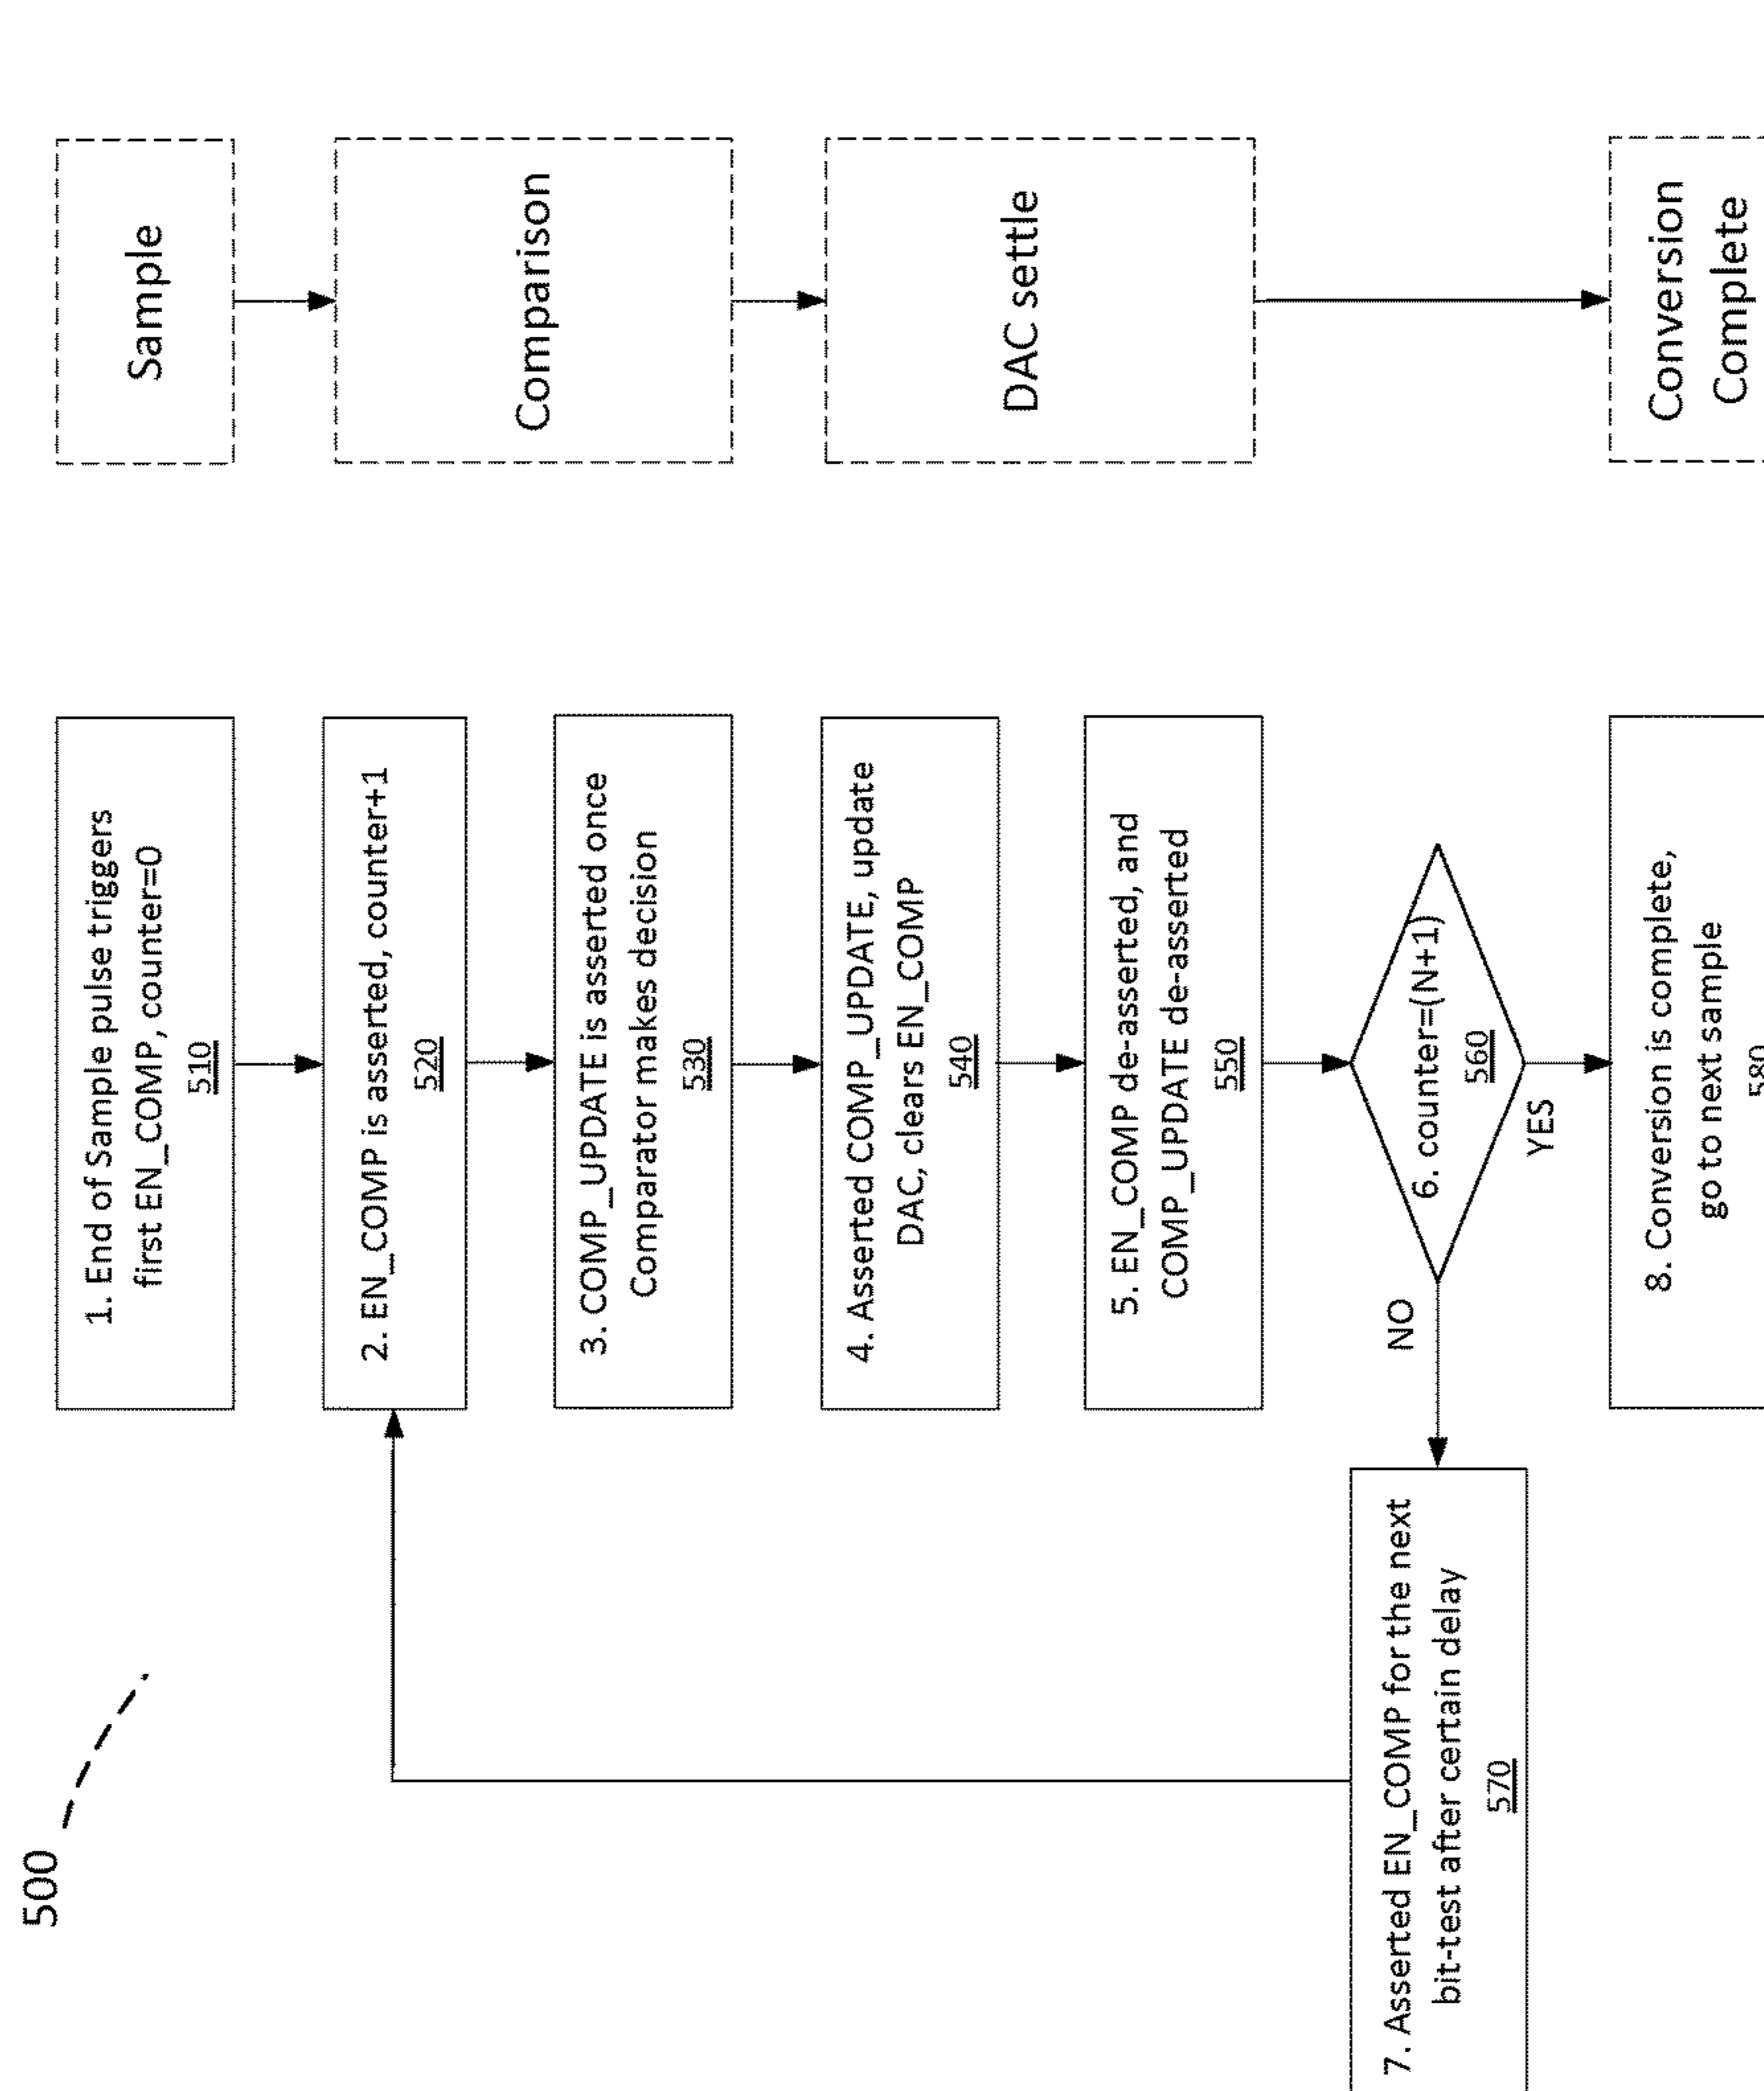 500
1. End of Sample pulse triggers
first EN_COMP, counter=0
510
2. EN_COMP is asserted, counter+1
520
3. COMP_UPDATE is asserted once
Comparator makes decision
530
4. Asserted COMP_UPDATE, update
DAC, clears EN_COMP
540
5. EN_COMP de-asserted, and
COMP_UPDATE de-asserted
550
6. counter=(N+1)
560
NO
YES
7. Asserted EN_COMP for the next
bit-test after certain delay
570
8. Conversion is complete,
go to next sample
580
Sample
Comparison
DAC settle
Conversion
Complete